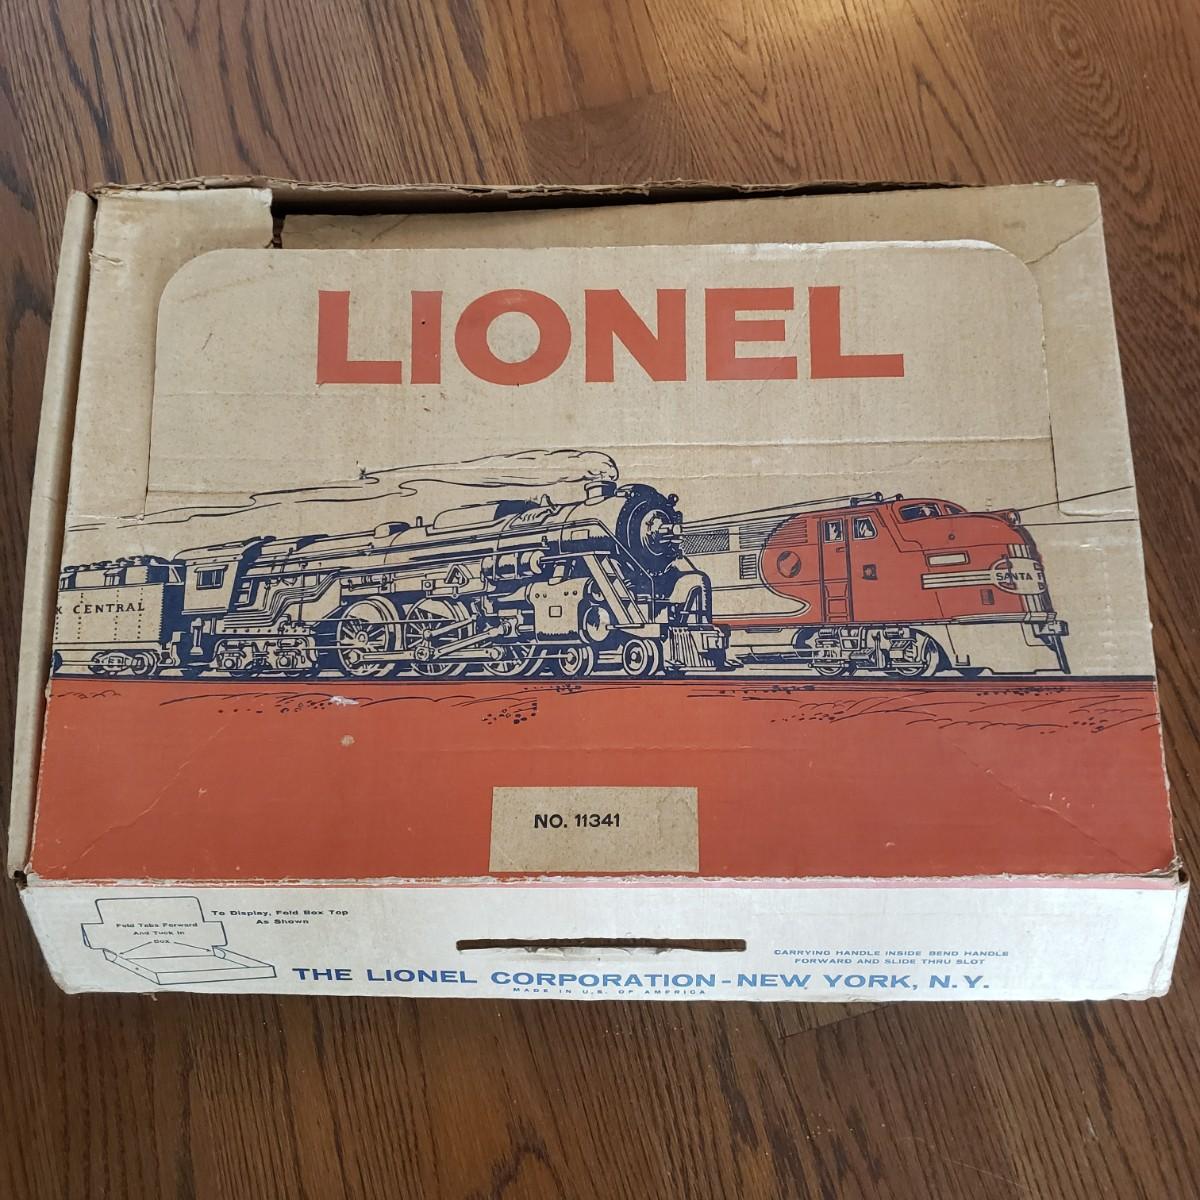 LIONEL
K CENTRAL
SANTA F
NO. 11341
To Display, Fold Box Top
As Shown
Fold Tabs Forward
And Tuck In
Box
CARRYING HANDLE INSIDE BEND HANDLE
FORWARD AND SLIDE THRU SLOT
THE LIONEL CORPORATION-NEW YORK, N.Y.
MADE IN U.S. OF AMERICA